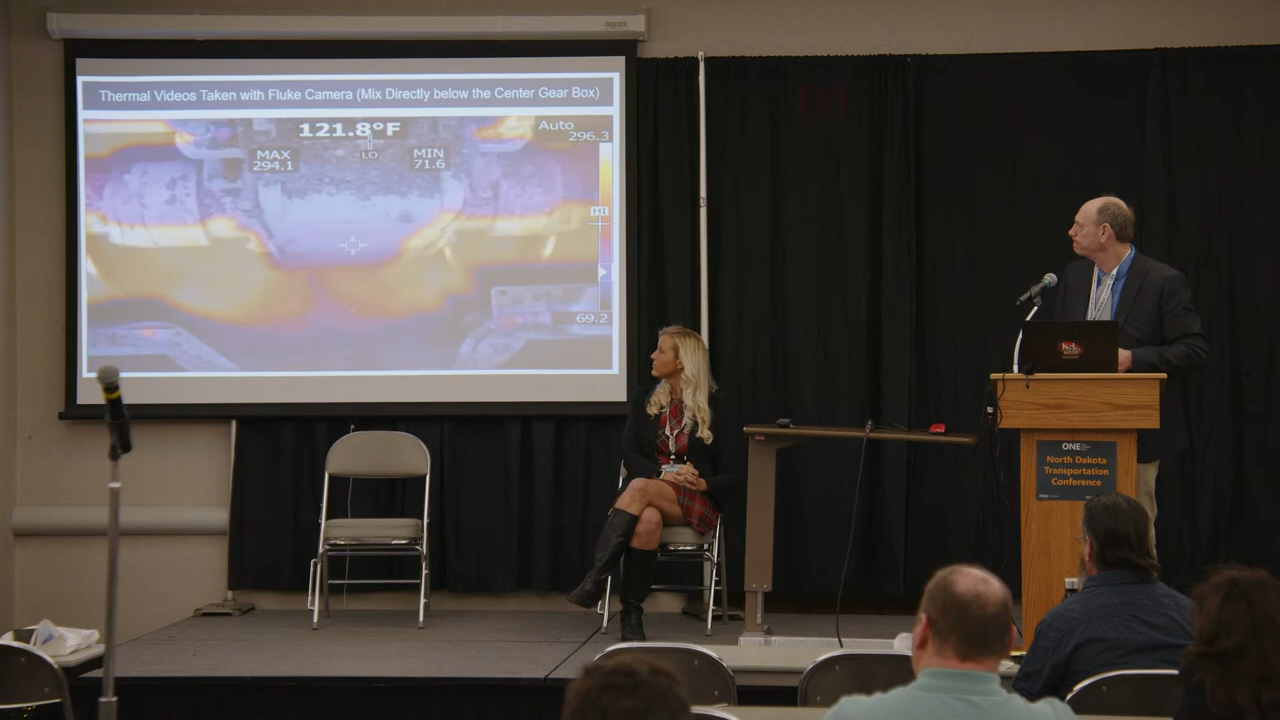 Thermal Videos Taken with Fluke Camera (Mix Directly below the Center Gear Box)
121.8°F
Auto
296.3
LO
MAX
294.1
MIN
71.6
HI
69.2
ONE
North Dakota
Transportation
Conference